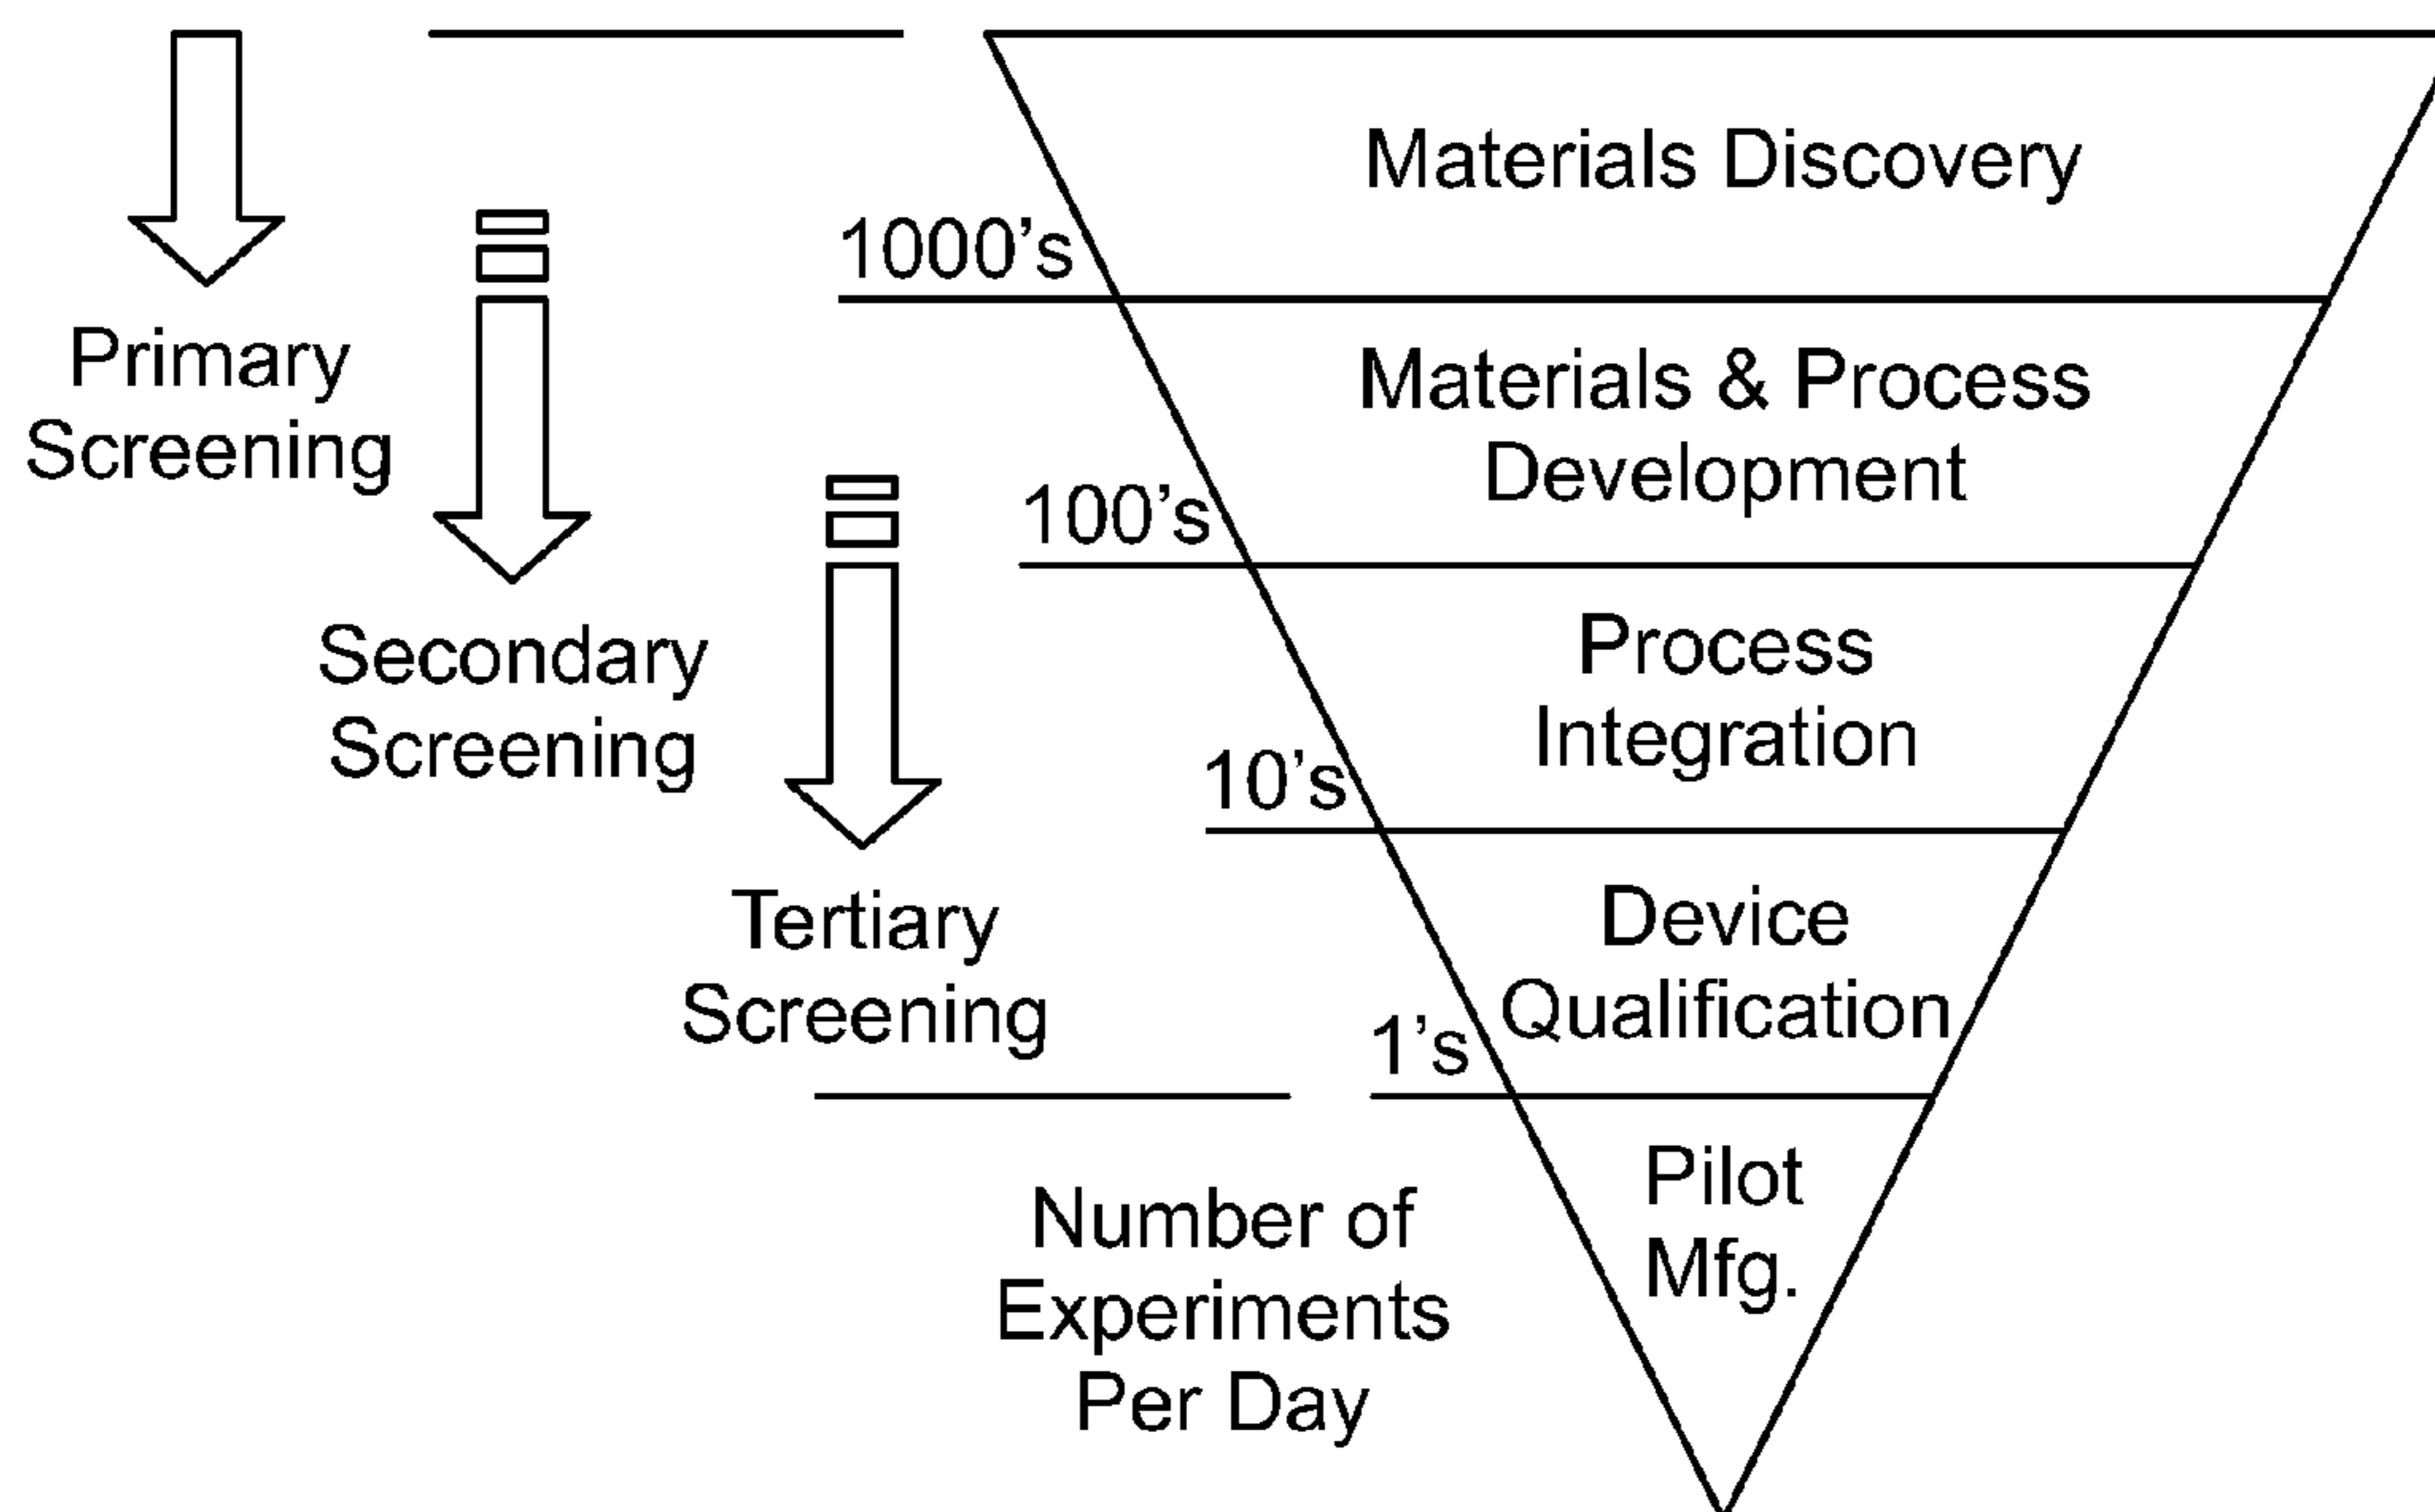 Materials Discovery
1000's
Primary
Screening
Materials & Process
Development
100's
Secondary
Screening
Process
Integration
10's
Tertiary
Screening
Device
Qualification
1's
Number of
Experiments
Per Day
Pilot
Mfg.